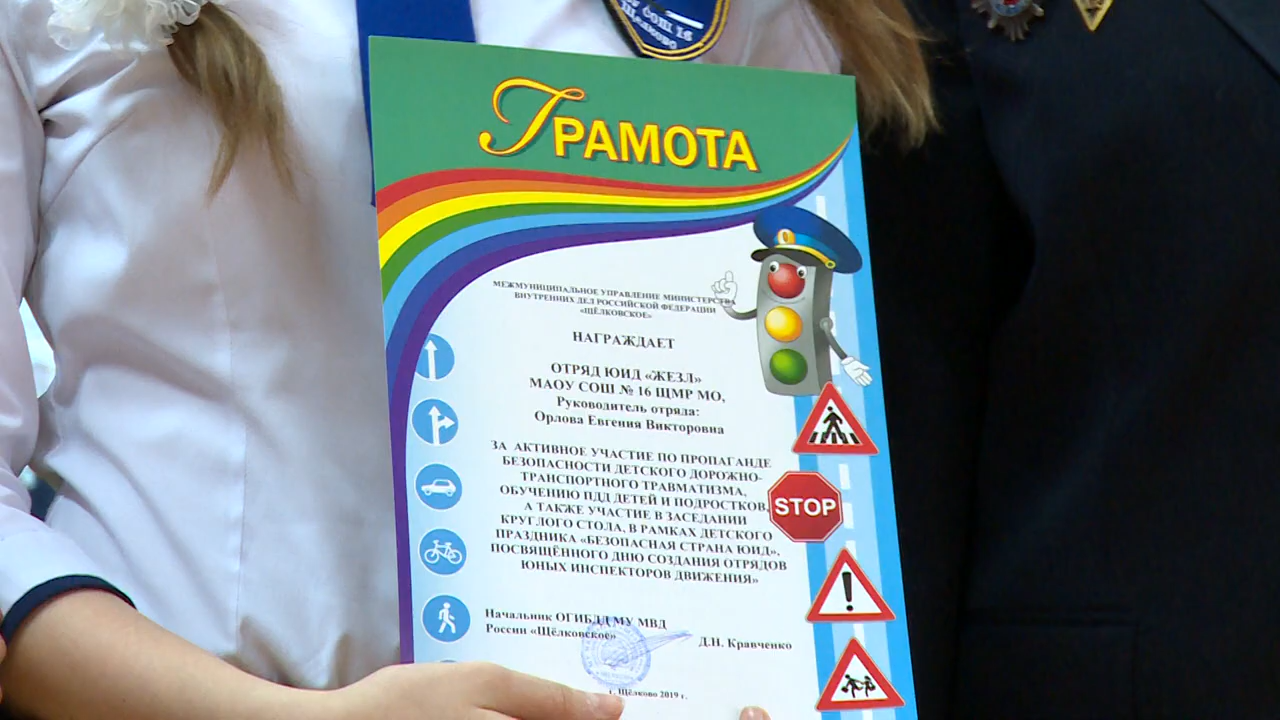 СОШ 16
Щёлково
ГРАМОТА
МЕЖМУНИЦИПАЛЬНОЕ УПРАВЛЕНИЕ МИНИСТЕРСТВА
ВНУТРЕННИХ ДЕЛ РОССИЙСКОЙ ФЕДЕРАЦИИ
«ЩЁЛКОВСКОЕ»
НАГРАЖДАЕТ
ОТРЯД ЮИД «ЖЕЗЛ»
МАОУ СОШ № 16 ЩМР МО,
Руководитель отряда:
Орлова Евгения Викторовна
ЗА АКТИВНОЕ УЧАСТИЕ ПО ПРОПАГАНДЕ
БЕЗОПАСНОСТИ ДЕТСКОГО ДОРОЖНО-
ТРАНСПОРТНОГО ТРАВМАТИЗМА,
ОБУЧЕНИЮ ПДД ДЕТЕЙ И ПОДРОСТКОВ,
А ТАКЖЕ УЧАСТИЕ В ЗАСЕДАНИИ
КРУГЛОГО СТОЛА, В РАМКАХ ДЕТСКОГО
ПРАЗДНИКА «БЕЗОПАСНАЯ СТРАНА ЮИД»,
ПОСВЯЩЁННОГО ДНЮ СОЗДАНИЯ ОТРЯДОВ
ЮНЫХ ИНСПЕКТОРОВ ДВИЖЕНИЯ»
STOP
Начальник ОГИБДД МУ МВД
России «Щёлковское»
Д.Н. Кравченко
г. Щёлково 2019 г.